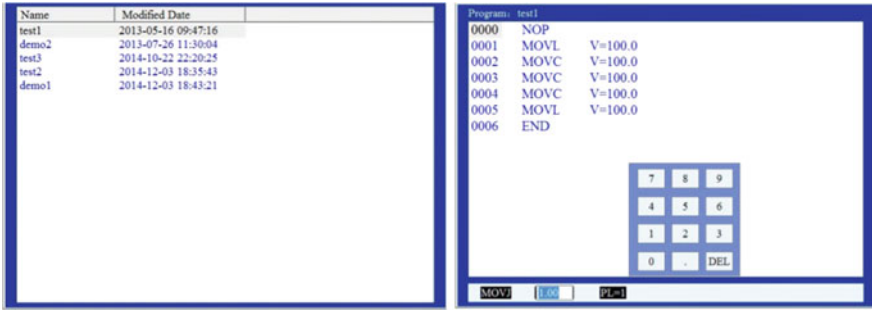 Name Modified Date
test1 2013-05-16 09:47:16
demo2 2013-07-26 11:30:04
test3 2014-10-22 22:20:25
test2 2014-12-03 18:35:43
demo1 2014-12-03 18:43:21
Program: test1
0000 NOP
0001 MOVL V=100.0
0002 MOVC V=100.0
0003 MOVC V=100.0
0004 MOVC V=100.0
0005 MOVL V=100.0
0006 END
7 8 9
4 5 6
1 2 3
0 . DEL
MOVJ 1.00 PL=1